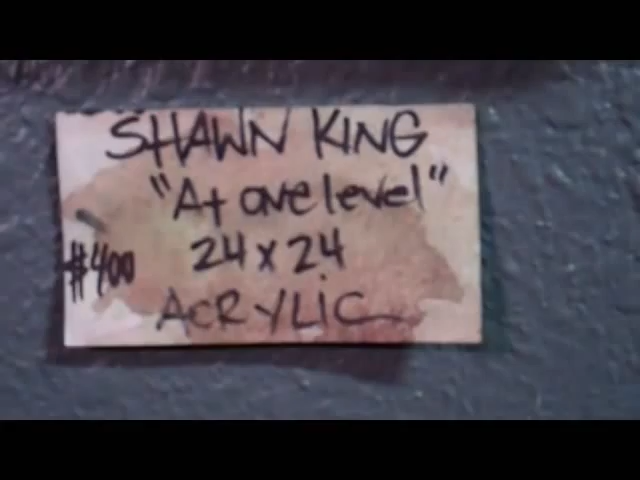 SHAWN KING
"At one level"
24 x 24
#400
ACRYLIC